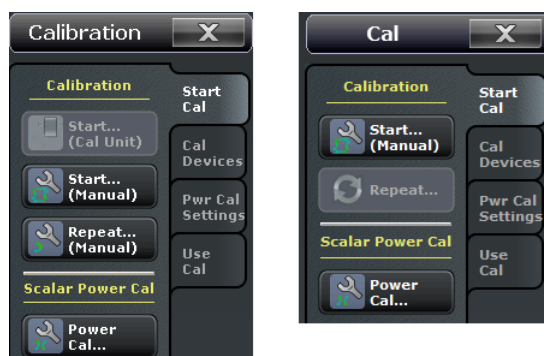 Calibration X
Calibration
Start...
(Cal Unit)
Start...
(Manual)
Repeat...
(Manual)
Scalar Power Cal
Power
Cal...
Start
Cal
Cal
Devices
Pwr Cal
Settings
Use
Cal
Cal X
Calibration
Start...
(Manual)
Repeat...
Scalar Power Cal
Power
Cal...
Start
Cal
Cal
Devices
Pwr Cal
Settings
Use
Cal